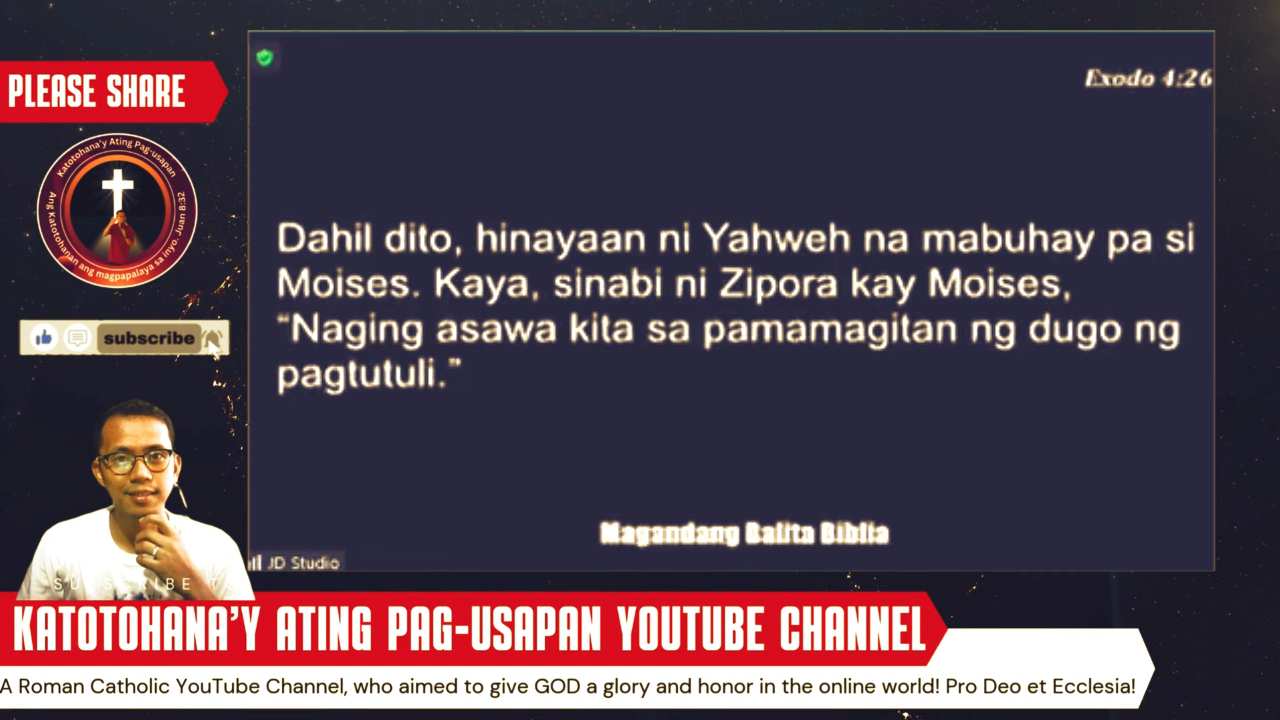 PLEASE SHARE
Katotohana'y Ating Pag-usapan
Ang Katotohanan ang magpapalaya sa inyo. Juan 8:32
subscribe
Exodo 4:26
Dahil dito, hinayaan ni Yahweh na mabuhay pa si
Moises. Kaya, sinabi ni Zipora kay Moises,
“Naging asawa kita sa pamamagitan ng dugo ng
pagtutuli.”
Magandang Balita Biblia
JD Studio
SUBSCRIBE T
KATOTOHANA'Y ATING PAG-USAPAN YOUTUBE CHANNEL
A Roman Catholic YouTube Channel, who aimed to give GOD a glory and honor in the online world! Pro Deo et Ecclesia!